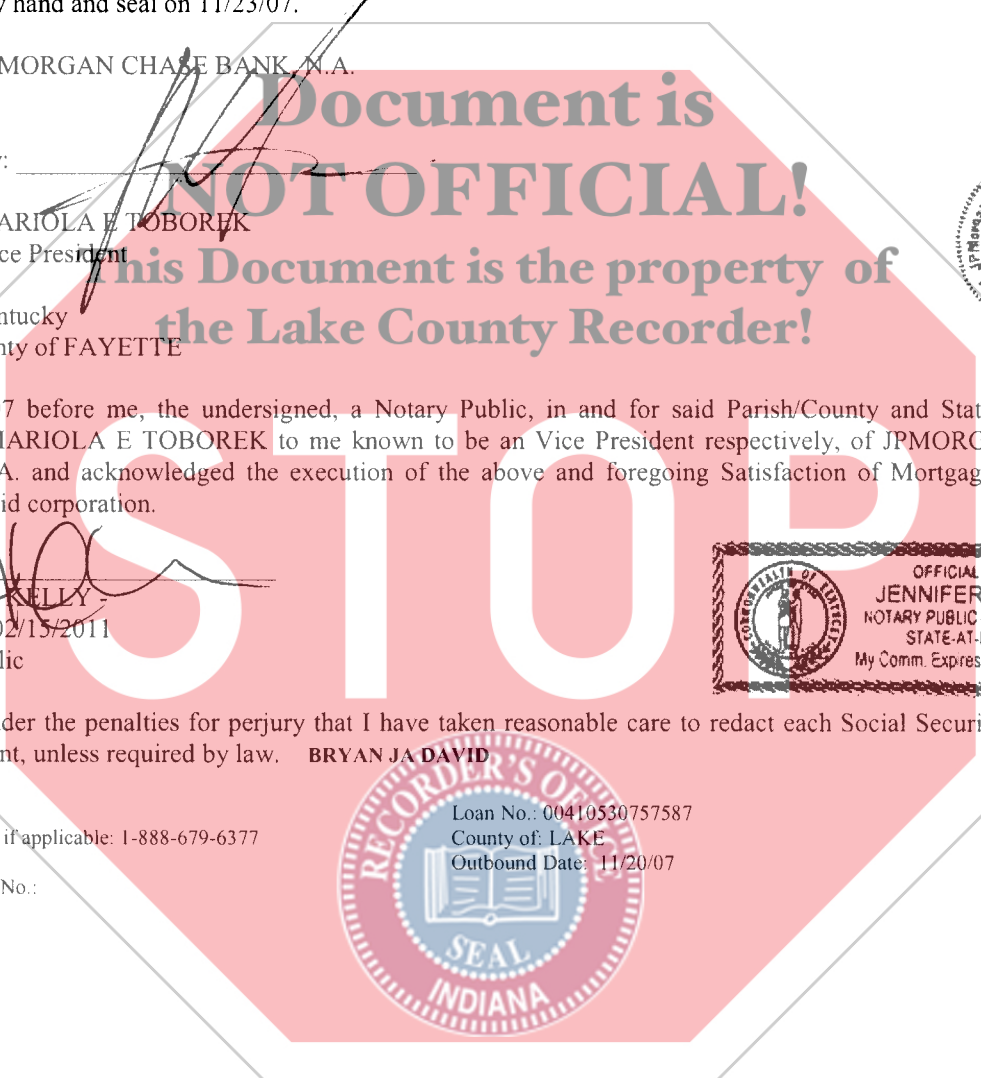 y hand and seal on 11/23/07.
MORGAN CHASE BANK, N.A.
Document is
NOT OFFICIAL!
This Document is the property of
the Lake County Recorder!
STOP
y:
ARIOLA E TOBOREK
ce President
ntucky
nty of FAYETTE
7 before me, the undersigned, a Notary Public, in and for said Parish/County and Stat
MARIOLA E TOBOREK to me known to be an Vice President respectively, of JPMORG
A. and acknowledged the execution of the above and foregoing Satisfaction of Mortgag
id corporation.
KELLY -
02/15/2011
lic
COMMONWEALTH OF KENTUCKY
OFFICIAL
JENNIFER
NOTARY PUBLIC
STATE-AT-
My Comm. Expires
der the penalties for perjury that I have taken reasonable care to redact each Social Securi
nt, unless required by law. BRYAN JA DAVID
if applicable: 1-888-679-6377
No.:
Loan No.: 00410530757587
County of: LAKE
Outbound Date: 11/20/07
RECORDER'S OFFICE
SEAL
INDIANA
JPMorga